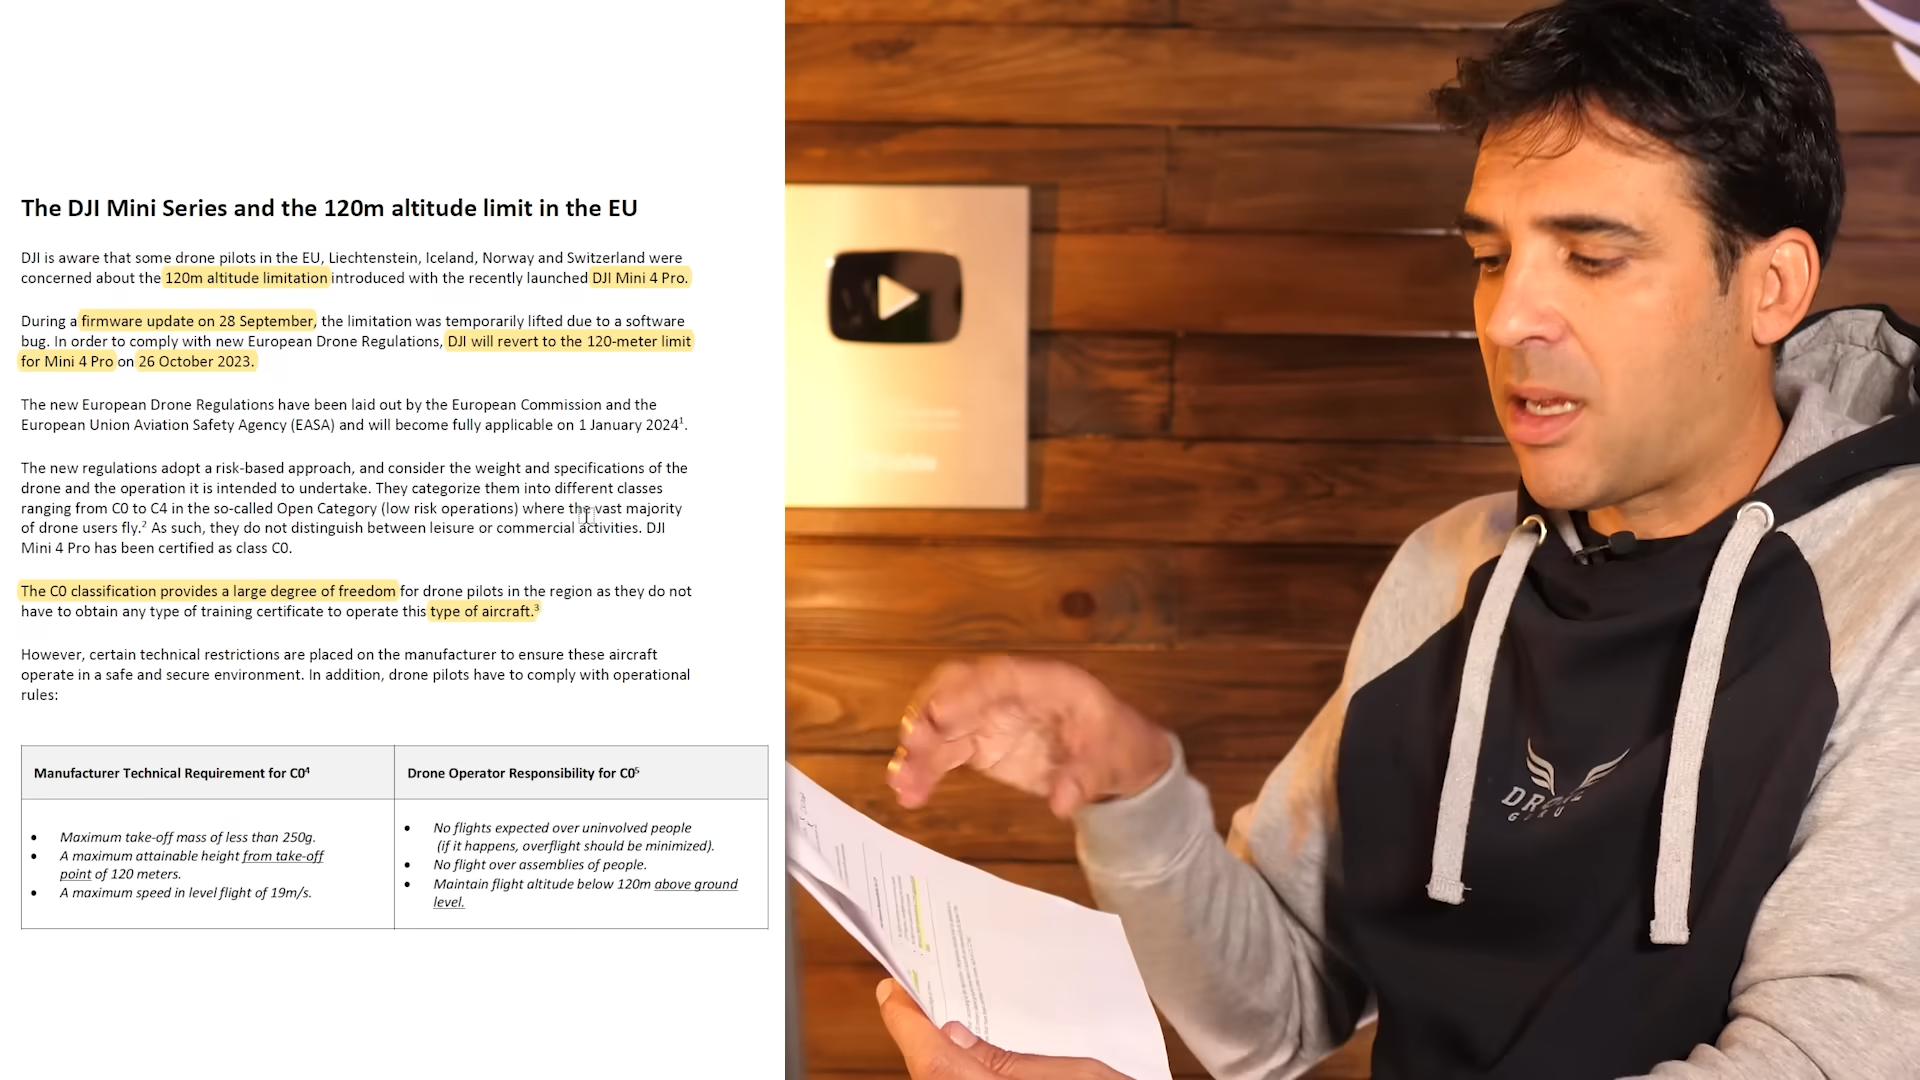 The DJI Mini Series and the 120m altitude limit in the EU
DJI is aware that some drone pilots in the EU, Liechtenstein, Iceland, Norway and Switzerland were
concerned about the 120m altitude limitation introduced with the recently launched DJI Mini 4 Pro.
During a firmware update on 28 September, the limitation was temporarily lifted due to a software
bug. In order to comply with new European Drone Regulations, DJI will revert to the 120-meter limit
for Mini 4 Pro on 26 October 2023.
The new European Drone Regulations have been laid out by the European Commission and the
European Union Aviation Safety Agency (EASA) and will become fully applicable on 1 January 2024¹.
The new regulations adopt a risk-based approach, and consider the weight and specifications of the
drone and the operation it is intended to undertake. They categorize them into different classes
ranging from C0 to C4 in the so-called Open Category (low risk operations) where the vast majority
of drone users fly.² As such, they do not distinguish between leisure or commercial activities. DJI
Mini 4 Pro has been certified as class C0.
The C0 classification provides a large degree of freedom for drone pilots in the region as they do not
have to obtain any type of training certificate to operate this type of aircraft.³
However, certain technical restrictions are placed on the manufacturer to ensure these aircraft
operate in a safe and secure environment. In addition, drone pilots have to comply with operational
rules:
Manufacturer Technical Requirement for C0⁴
• Maximum take-off mass of less than 250g.
• A maximum attainable height from take-off
point of 120 meters.
• A maximum speed in level flight of 19m/s.
Drone Operator Responsibility for C0⁵
• No flights expected over uninvolved people
(if it happens, overflight should be minimized).
• No flight over assemblies of people.
• Maintain flight altitude below 120m above ground
level.